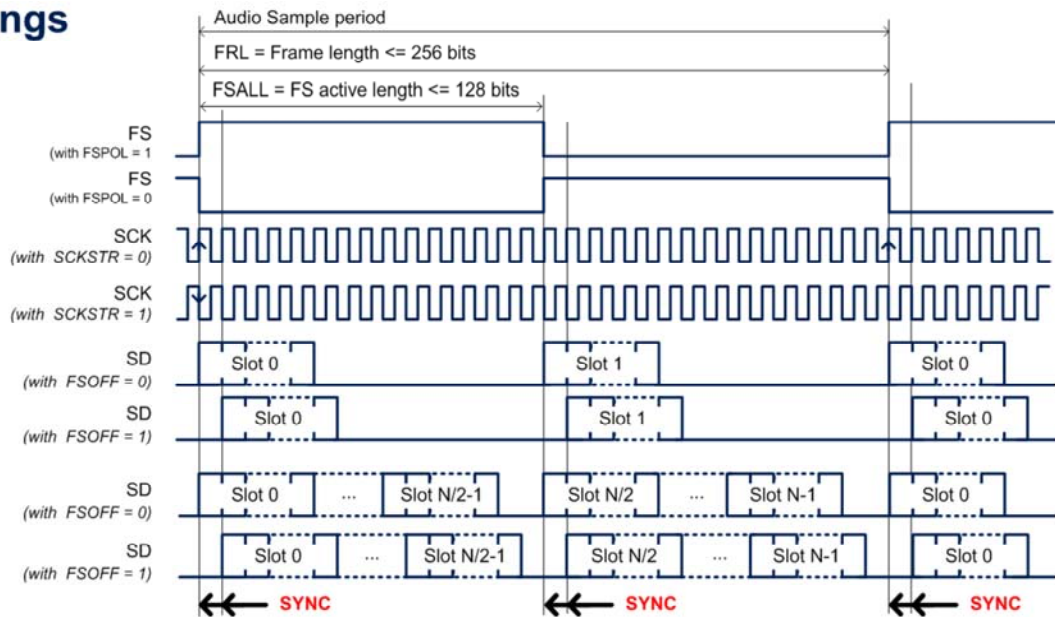 ngs
Audio Sample period
FRL = Frame length <= 256 bits
FSALL = FS active length <= 128 bits
FS
(with FSPOL = 1
FS
(with FSPOL = 0
SCK
(with SCKSTR = 0)
SCK
(with SCKSTR = 1)
SD
(with FSOFF = 0)
Slot 0 Slot 1 Slot 0
SD
(with FSOFF = 1)
Slot 0 Slot 1 Slot 0
SD
(with FSOFF = 0)
Slot 0 ... Slot N/2-1 Slot N/2 ... Slot N-1 Slot 0
SD
(with FSOFF = 1)
Slot 0 ... Slot N/2-1 Slot N/2 ... Slot N-1 Slot 0
SYNC SYNC SYNC